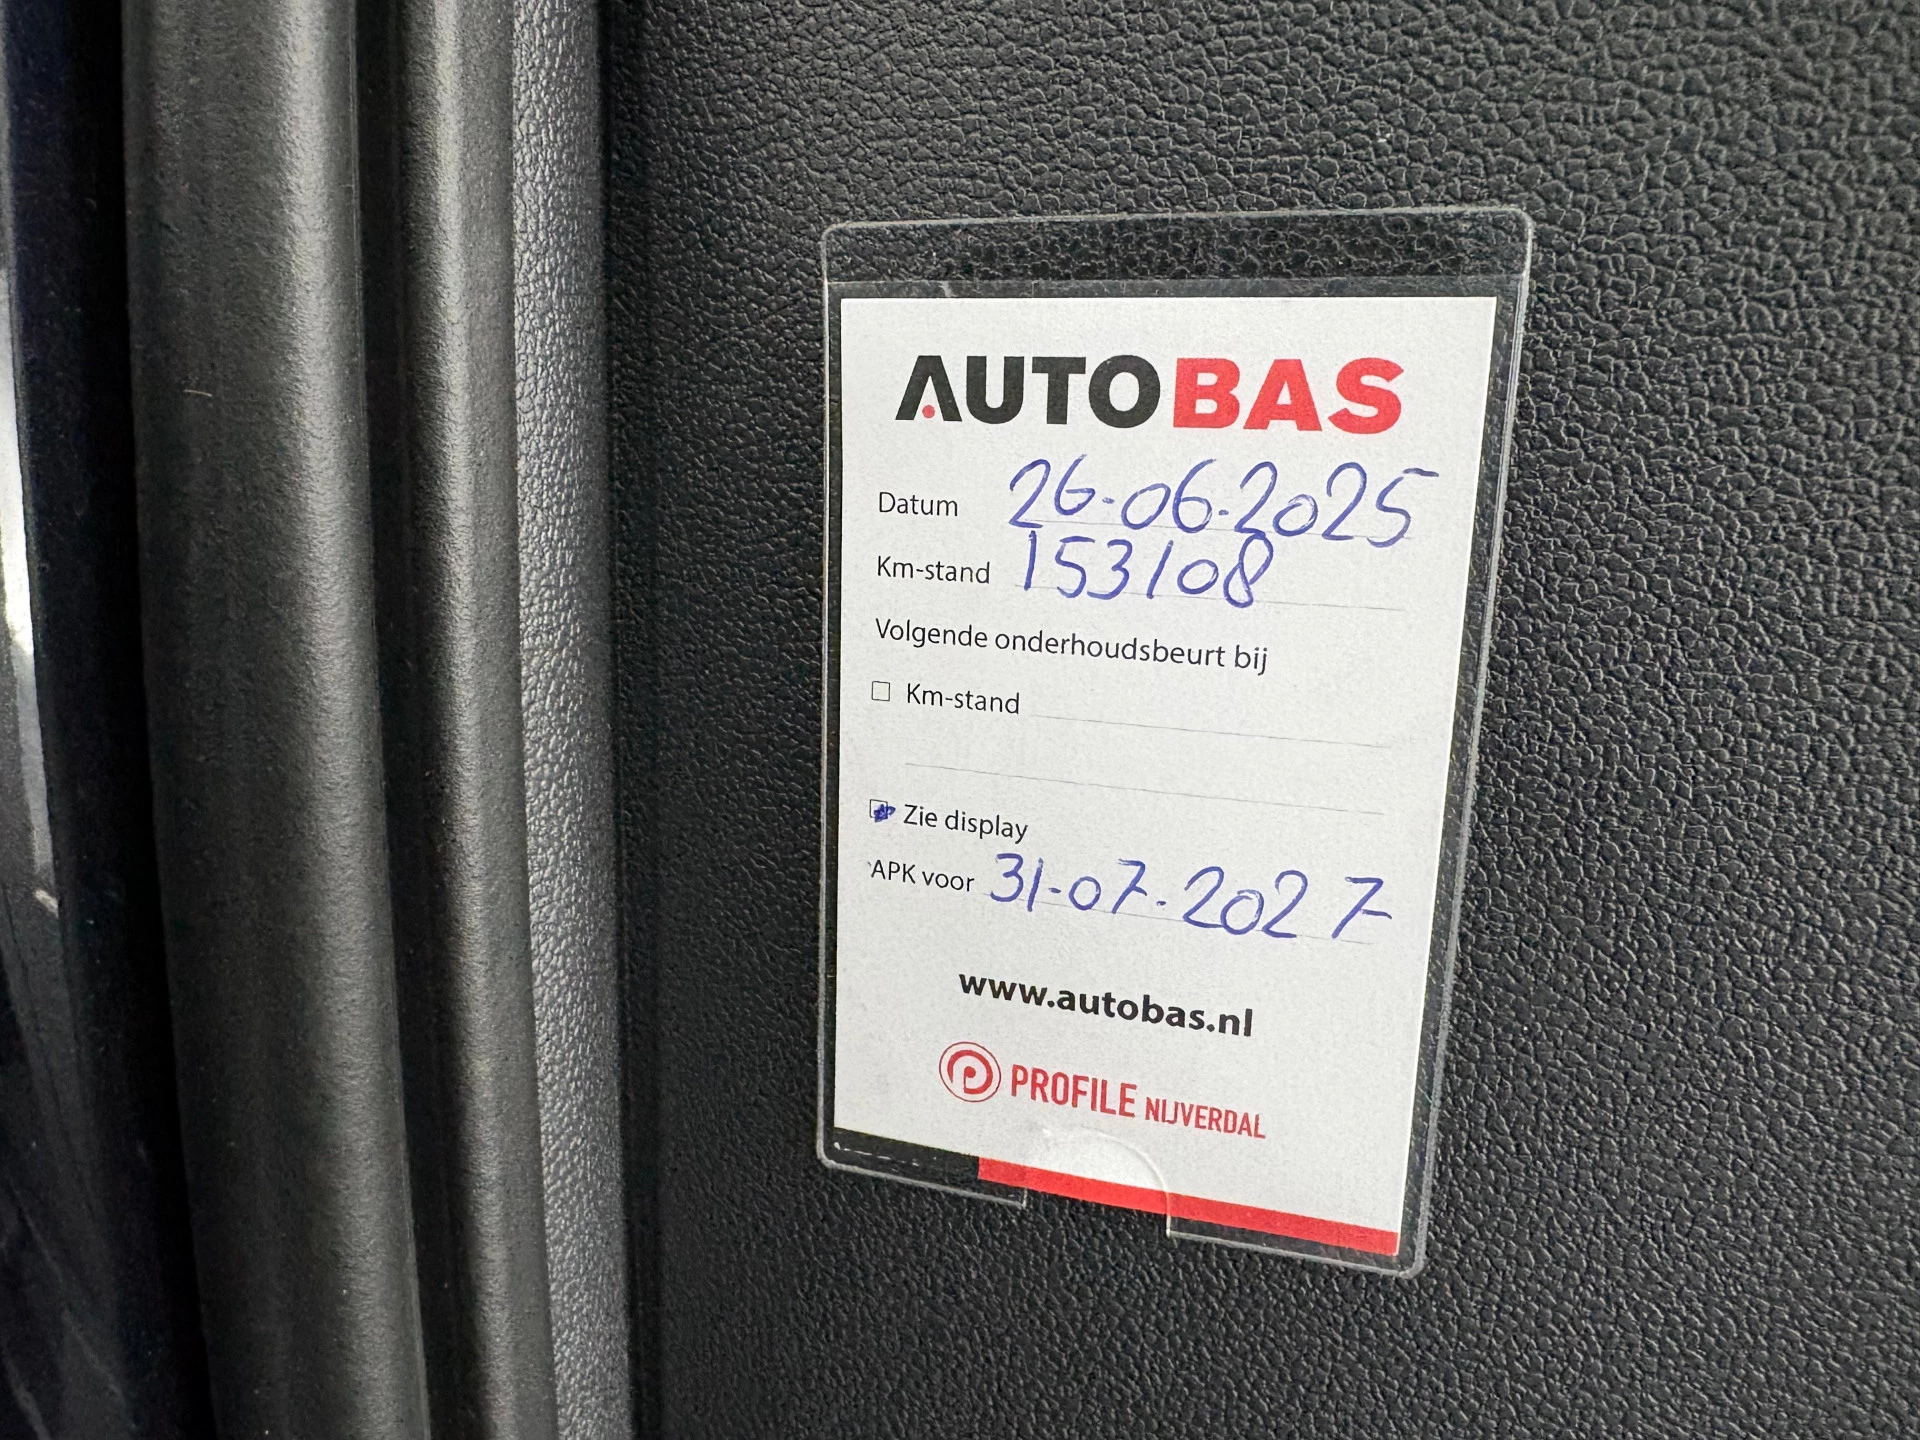 AUTOBAS
Datum 26-06-2025
Km-stand 153108
Volgende onderhoudsbeurt bij
Km-stand
Zie display
APK voor 31-07-2027
www.autobas.nl
PROFILE NIJVERDAL